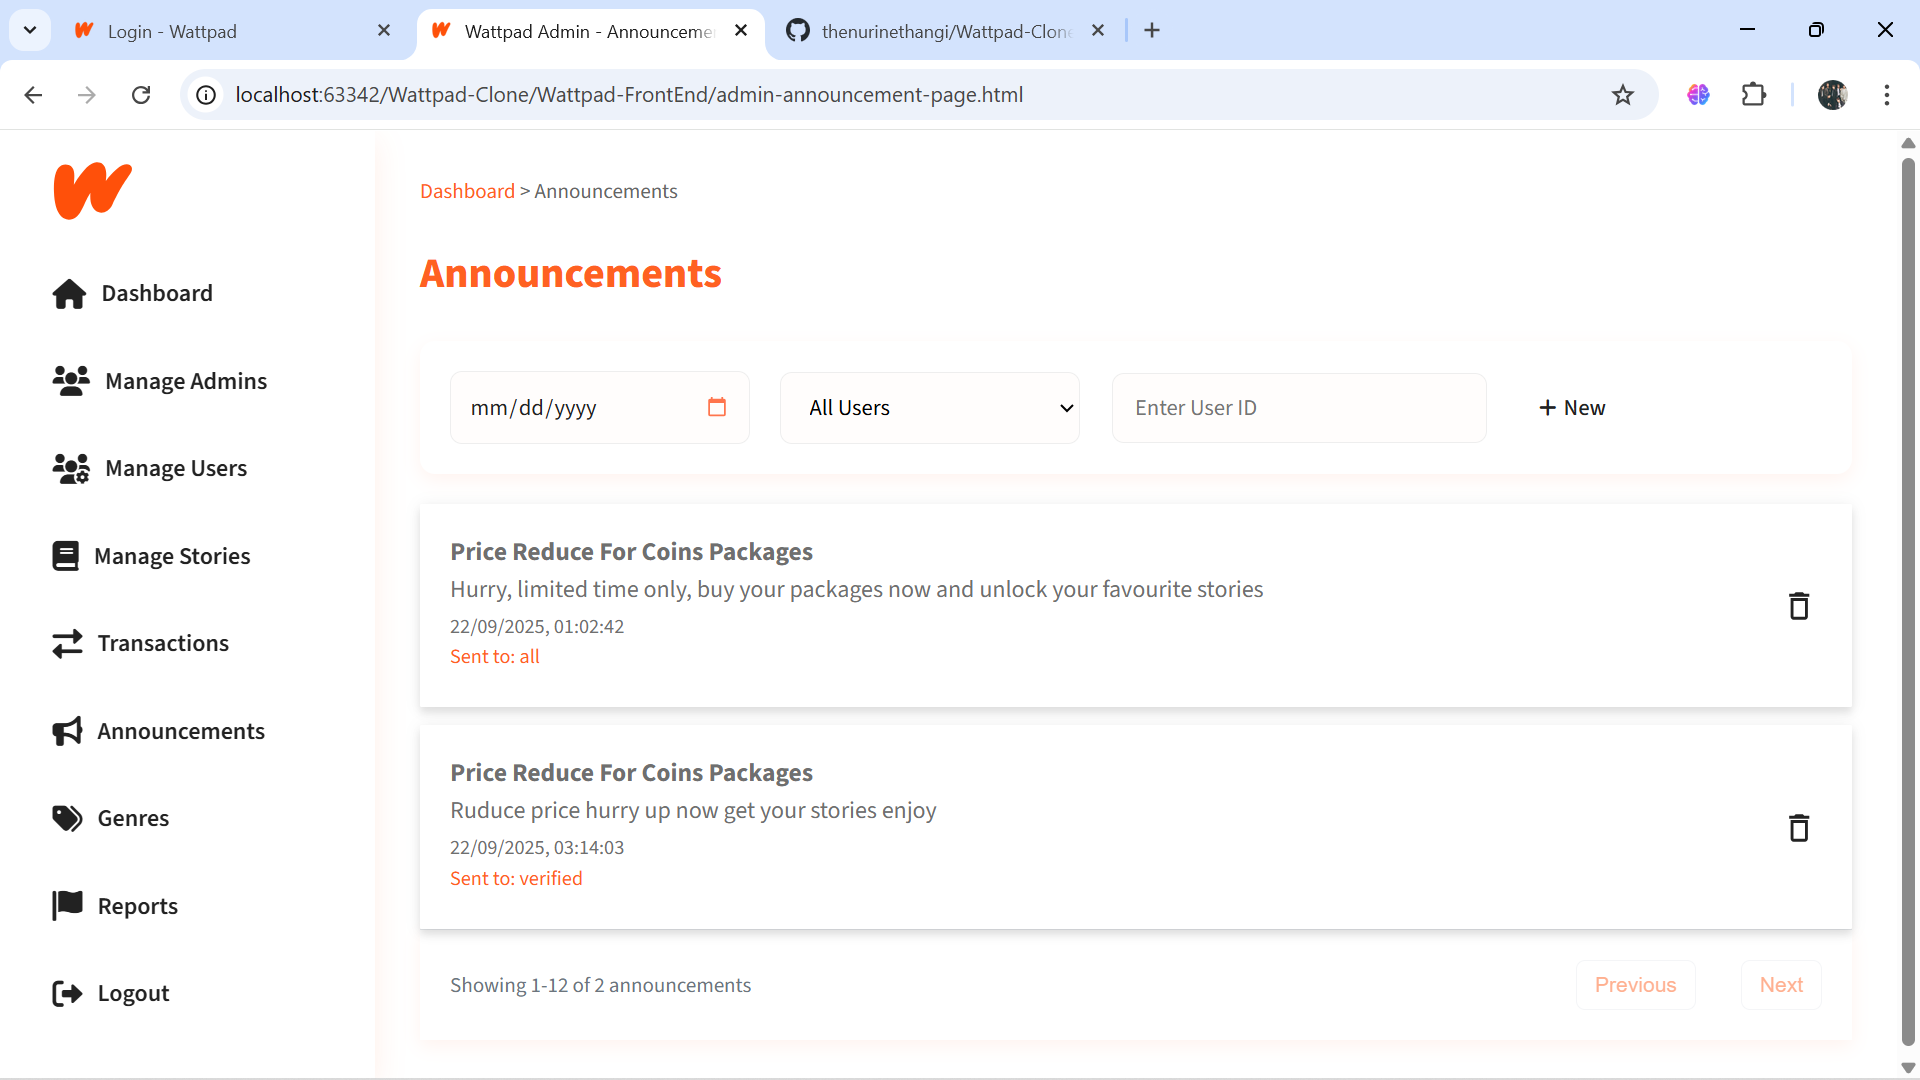 Login - Wattpad
Wattpad Admin - Announceme
thenurinethangi/Wattpad-Clone
localhost:63342/Wattpad-Clone/Wattpad-FrontEnd/admin-announcement-page.html
Dashboard > Announcements
Announcements
Dashboard
Manage Admins
Manage Users
Manage Stories
Transactions
Announcements
Genres
Reports
Logout
mm/dd/yyyy
All Users
Enter User ID
+ New
Price Reduce For Coins Packages
Hurry, limited time only, buy your packages now and unlock your favourite stories
22/09/2025, 01:02:42
Sent to: all
Price Reduce For Coins Packages
Ruduce price hurry up now get your stories enjoy
22/09/2025, 03:14:03
Sent to: verified
Showing 1-12 of 2 announcements
Previous
Next